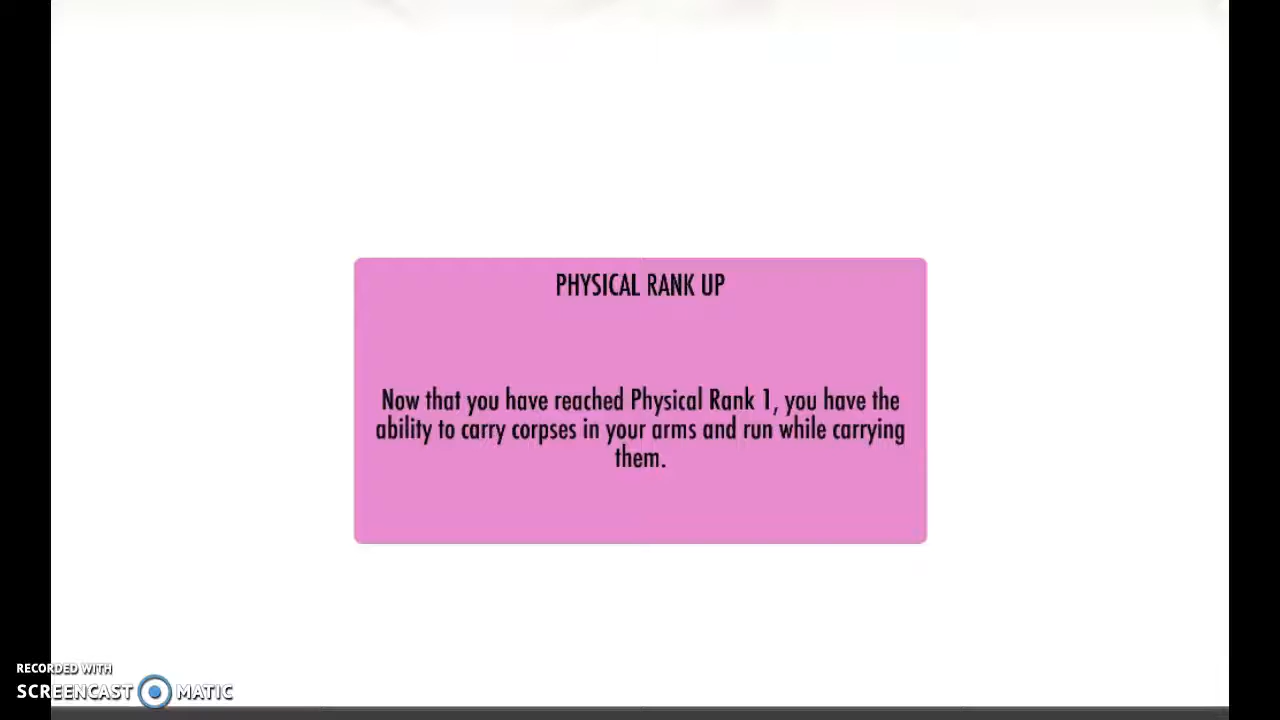 PHYSICAL RANK UP
Now that you have reached Physical Rank 1, you have the
ability to carry corpses in your arms and run while carrying
them.
RECORDED WITH
SCREENCAST MATIC